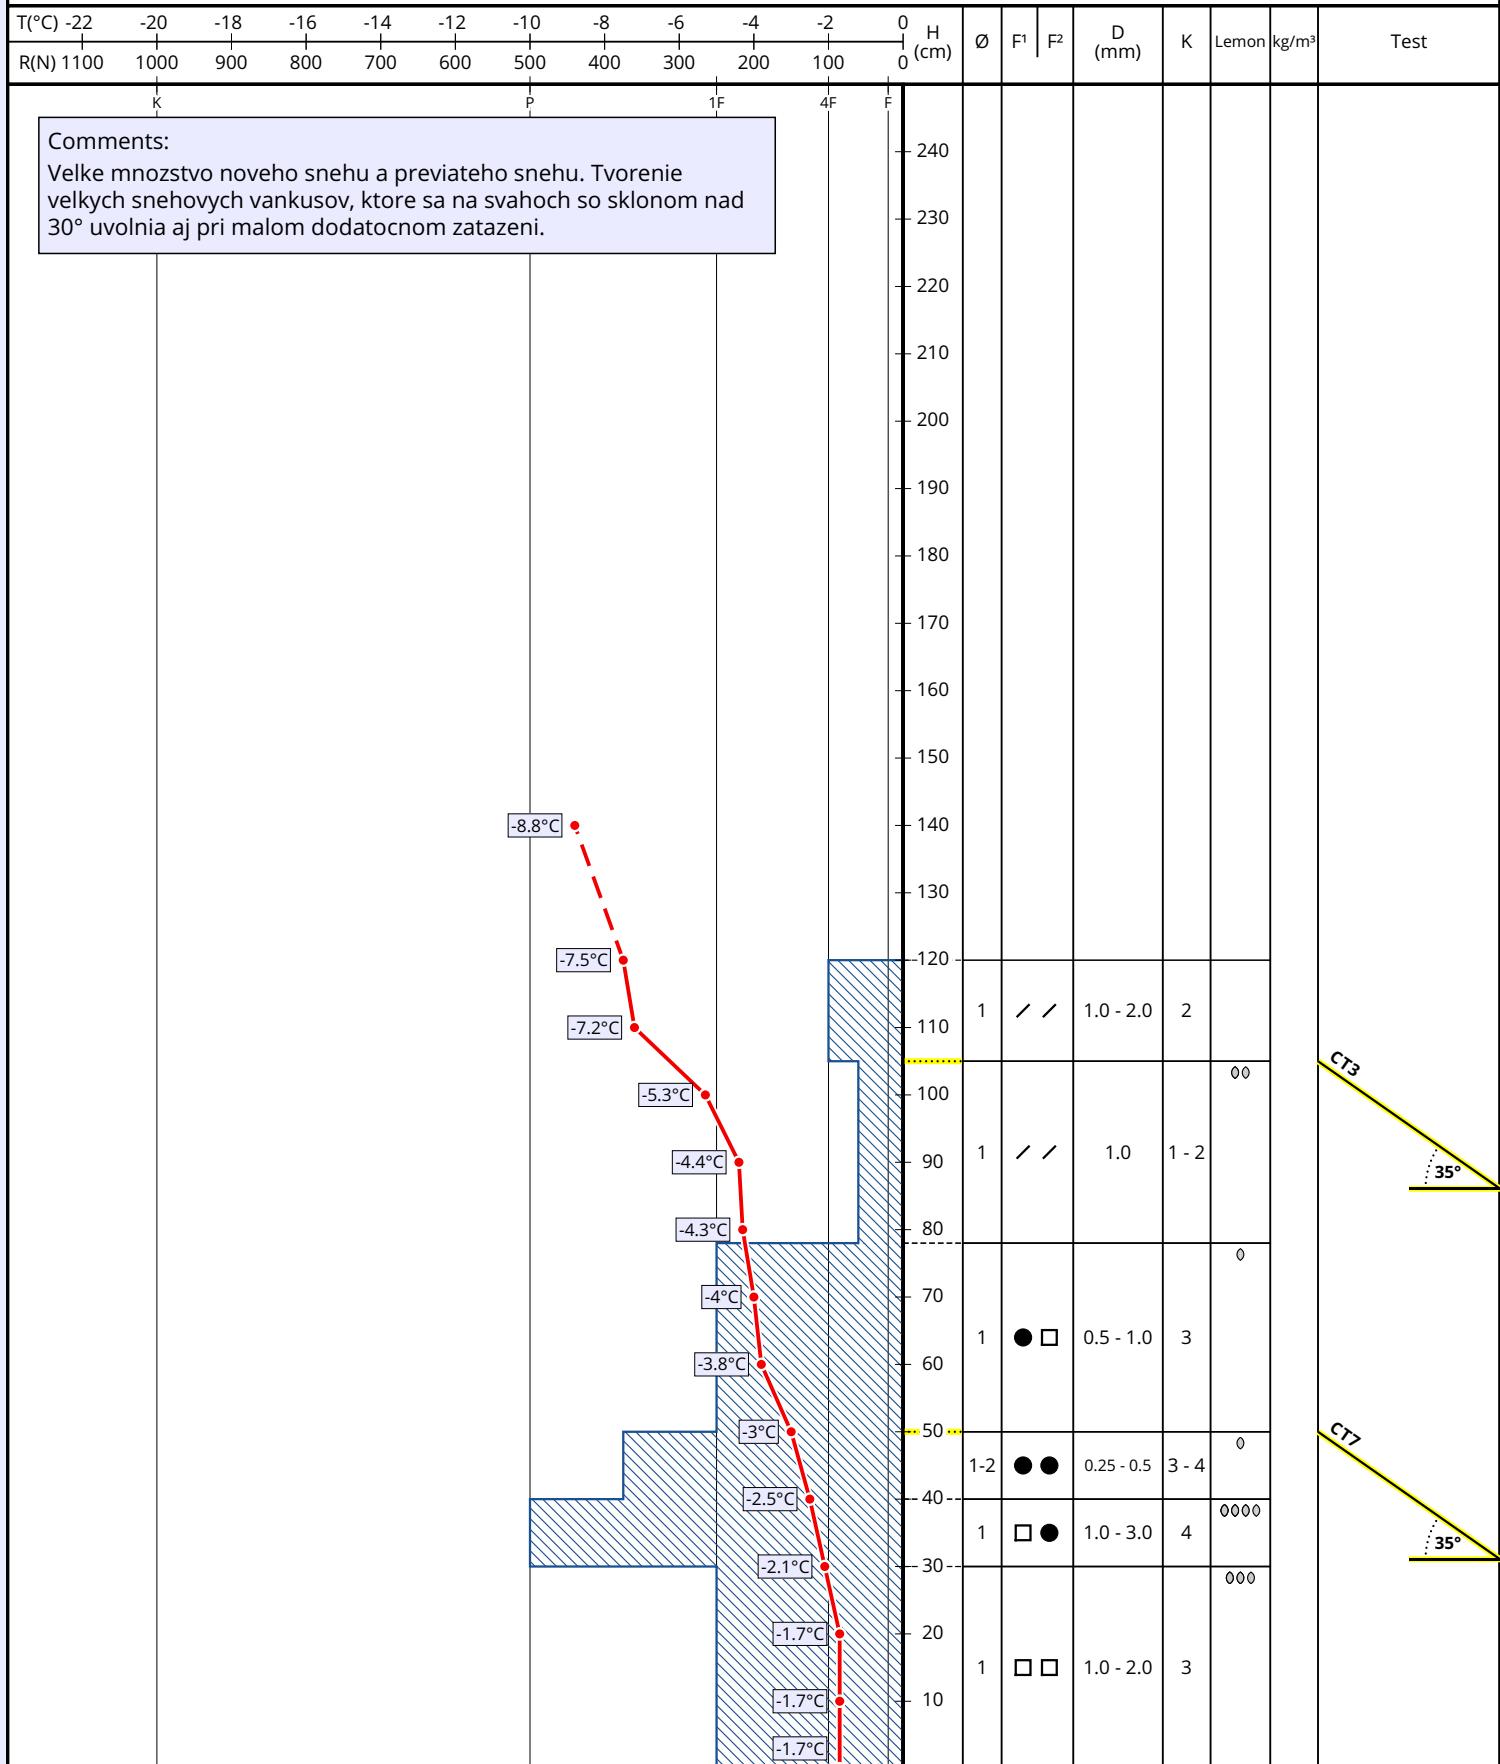 T(°C) -22 -20 -18 -16 -14 -12 -10 -8 -6 -4 -2 0
R(N) 1100 1000 900 800 700 600 500 400 300 200 100 0
H (cm) Ø F¹ F² D (mm) K Lemon kg/m³ Test
K P 1F 4F F
Comments:
Velke mnozstvo noveho snehu a previateho snehu. Tvorenie
velkych snehovych vankusov, ktore sa na svahoch so sklonom nad
30° uvolnia aj pri malom dodatocnom zatazeni.
240
230
220
210
200
190
180
170
160
150
-8.8°C 140
130
-7.5°C 120
1 1.0 - 2.0 2
-7.2°C 110
CT3
-5.3°C 100
1 1.0 1 - 2
-4.4°C 90
35°
-4.3°C 80
-4°C 70
1 0.5 - 1.0 3
-3.8°C 60
-3°C 50
CT7
1-2 0.25 - 0.5 3 - 4
-2.5°C 40
1 1.0 - 3.0 4
35°
-2.1°C 30
-1.7°C 20
1 1.0 - 2.0 3
-1.7°C 10
-1.7°C